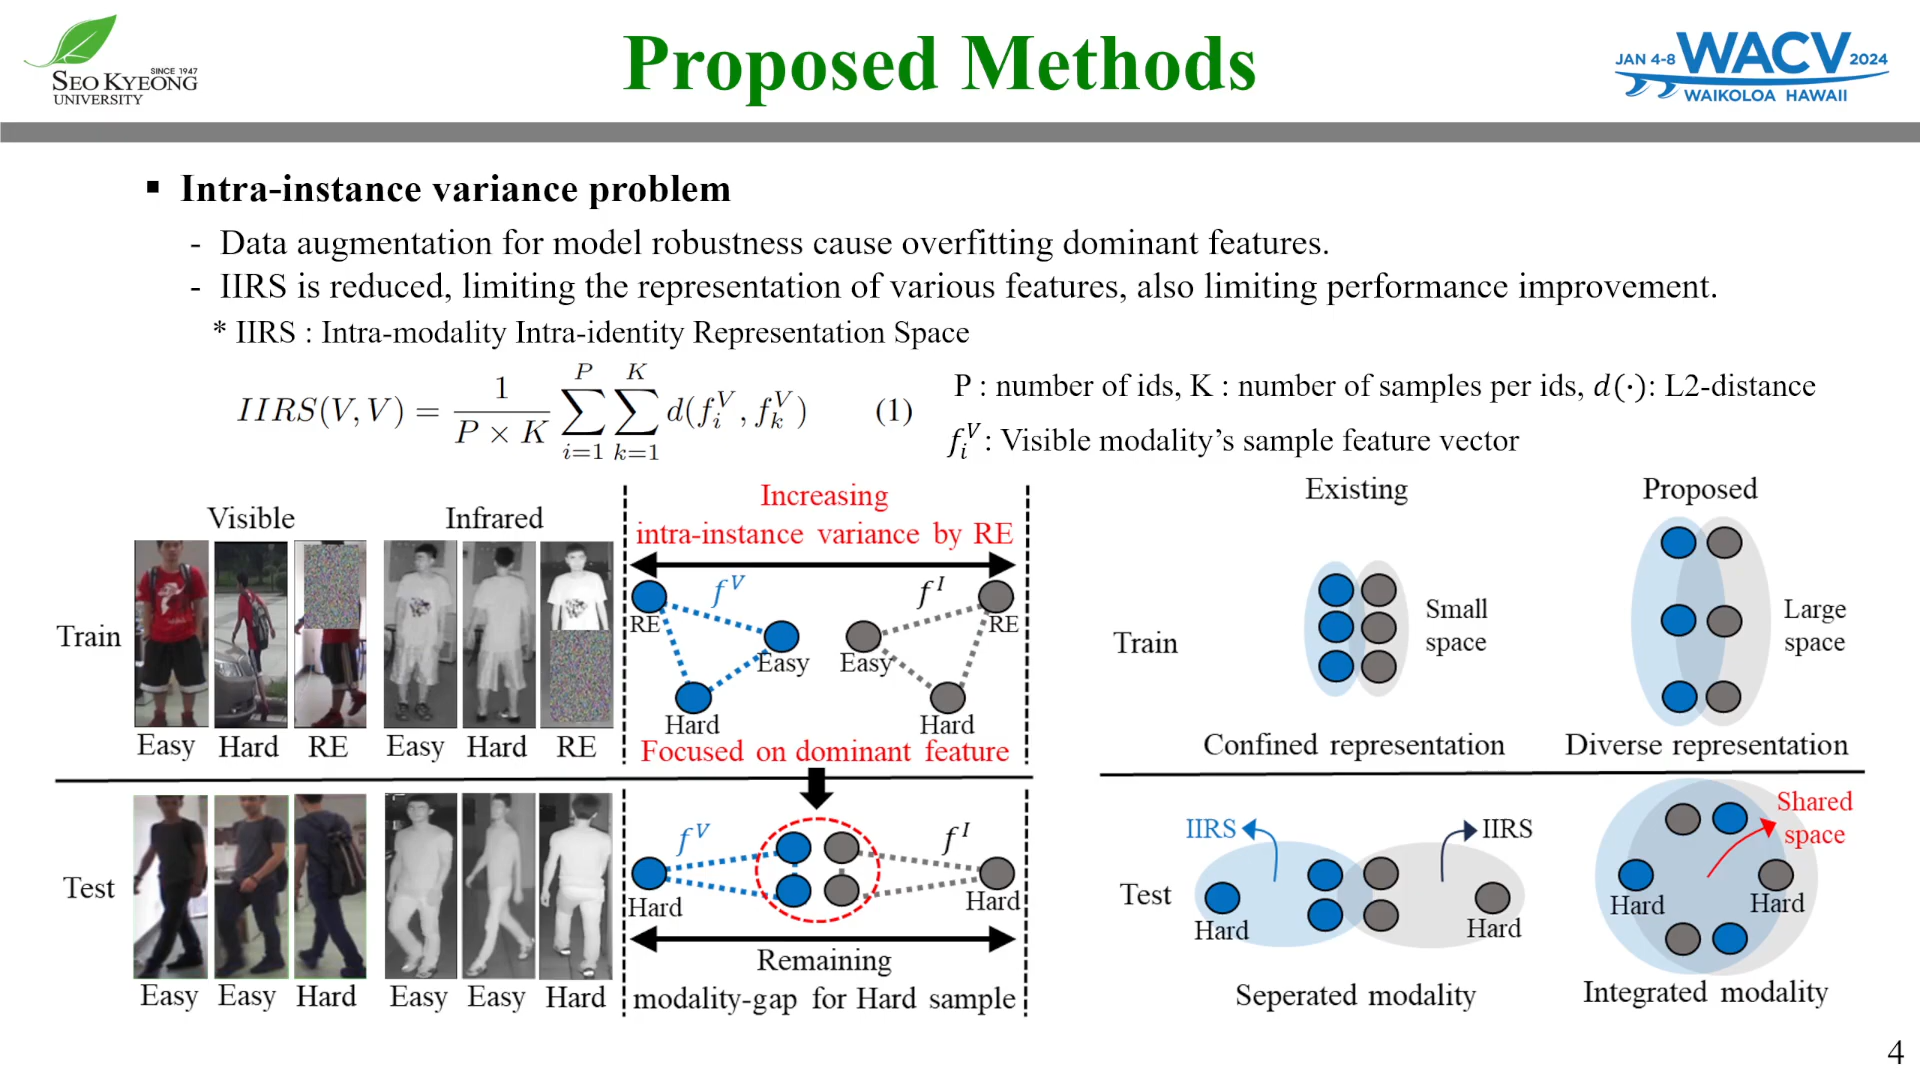 SEO KYEONG
SINCE 1947
UNIVERSITY
Proposed Methods
JAN 4-8 WACV 2024
WAIKOLOA HAWAII
▪ Intra-instance variance problem
- Data augmentation for model robustness cause overfitting dominant features.
- IIRS is reduced, limiting the representation of various features, also limiting performance improvement.
* IIRS : Intra-modality Intra-identity Representation Space
IIRS(V, V) = \frac{1}{P × K} \sum_{i=1}^{P} \sum_{k=1}^{K} d(f_i^V, f_k^V) (1)
P : number of ids, K : number of samples per ids, d(·): L2-distance
f_i^V : Visible modality’s sample feature vector
Visible Infrared
Train
Easy Hard RE Easy Hard RE
Increasing
intra-instance variance by RE
f^V f^I
RE RE
Easy Easy
Hard Hard
Focused on dominant feature
Test
Easy Easy Hard Easy Easy Hard
f^V f^I
Hard Hard
Remaining
modality-gap for Hard sample
Existing Proposed
Train
Small
space
Large
space
Confined representation Diverse representation
Test
IIRS IIRS
Hard Hard
Shared
space
Hard Hard
Seperated modality Integrated modality
4